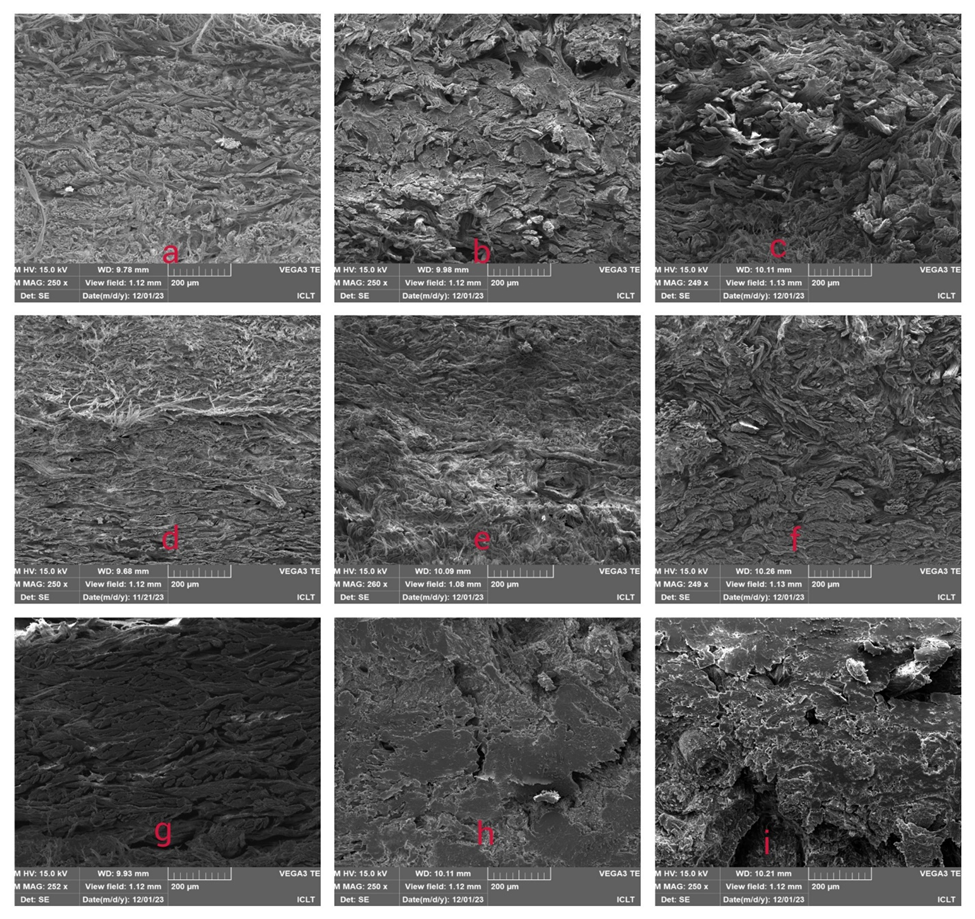 a
M HV: 15.0 kV WD: 9.78 mm VEGA3 TE
M MAG: 250 x View field: 1.12 mm 200 µm
Det: SE Date(m/d/y): 12/01/23 ICLT
b
M HV: 15.0 kV WD: 9.98 mm VEGA3 TE
M MAG: 250 x View field: 1.12 mm 200 µm
Det: SE Date(m/d/y): 12/01/23 ICLT
c
M HV: 15.0 kV WD: 10.11 mm VEGA3 TE
M MAG: 249 x View field: 1.13 mm 200 µm
Det: SE Date(m/d/y): 12/01/23 ICLT
d
M HV: 15.0 kV WD: 9.68 mm VEGA3 TE
M MAG: 250 x View field: 1.12 mm 200 µm
Det: SE Date(m/d/y): 11/21/23 ICLT
e
M HV: 15.0 kV WD: 10.09 mm VEGA3 TE
M MAG: 260 x View field: 1.08 mm 200 µm
Det: SE Date(m/d/y): 12/01/23 ICLT
f
M HV: 15.0 kV WD: 10.26 mm VEGA3 TE
M MAG: 249 x View field: 1.13 mm 200 µm
Det: SE Date(m/d/y): 12/01/23 ICLT
g
M HV: 15.0 kV WD: 9.93 mm VEGA3 TE
M MAG: 252 x View field: 1.12 mm 200 µm
Det: SE Date(m/d/y): 12/01/23 ICLT
h
M HV: 15.0 kV WD: 10.11 mm VEGA3 TE
M MAG: 250 x View field: 1.12 mm 200 µm
Det: SE Date(m/d/y): 12/01/23 ICLT
i
M HV: 15.0 kV WD: 10.21 mm VEGA3 TE
M MAG: 250 x View field: 1.12 mm 200 µm
Det: SE Date(m/d/y): 12/01/23 ICLT